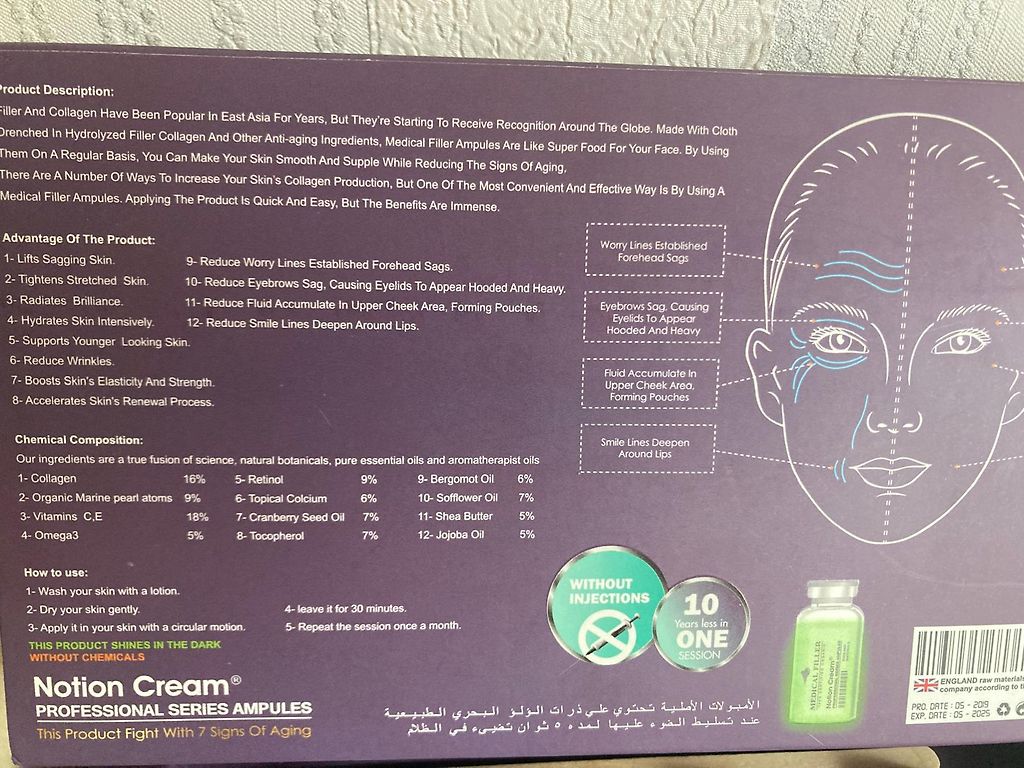 Product Description:
Filler And Collagen Have Been Popular In East Asia For Years, But They're Starting To Receive Recognition Around The Globe. Made With Cloth
Drenched In Hydrolyzed Filler Collagen And Other Anti-aging Ingredients, Medical Filler Ampules Are Like Super Food For Your Face. By Using
Them On A Regular Basis, You Can Make Your Skin Smooth And Supple While Reducing The Signs Of Aging,
There Are A Number Of Ways To Increase Your Skin's Collagen Production, But One Of The Most Convenient And Effective Way Is By Using A
Medical Filler Ampules. Applying The Product Is Quick And Easy, But The Benefits Are Immense.
Advantage Of The Product:
1- Lifts Sagging Skin.
2- Tightens Stretched Skin.
3- Radiates Brilliance.
4- Hydrates Skin Intensively.
5- Supports Younger Looking Skin.
6- Reduce Wrinkles.
7- Boosts Skin's Elasticity And Strength.
8- Accelerates Skin's Renewal Process.
9- Reduce Worry Lines Established Forehead Sags.
10- Reduce Eyebrows Sag, Causing Eyelids To Appear Hooded And Heavy.
11- Reduce Fluid Accumulate In Upper Cheek Area, Forming Pouches.
12- Reduce Smile Lines Deepen Around Lips.
Worry Lines Established
Forehead Sags
Eyebrows Sag, Causing
Eyelids To Appear
Hooded And Heavy
Fluid Accumulate In
Upper Cheek Area,
Forming Pouches
Smile Lines Deepen
Around Lips
Chemical Composition:
Our ingredients are a true fusion of science, natural botanicals, pure essential oils and aromatherapist oils
1- Collagen 16% 5- Retinol 9% 9- Bergomot Oil 6%
2- Organic Marine pearl atoms 9% 6- Topical Colcium 6% 10- Sofflower Oil 7%
3- Vitamins C,E 18% 7- Cranberry Seed Oil 7% 11- Shea Butter 5%
4- Omega3 5% 8- Tocopherol 7% 12- Jojoba Oil 5%
How to use:
1- Wash your skin with a lotion.
2- Dry your skin gently.
3- Apply it in your skin with a circular motion.
4- leave it for 30 minutes.
5- Repeat the session once a month.
THIS PRODUCT SHINES IN THE DARK
WITHOUT CHEMICALS
Notion Cream®
PROFESSIONAL SERIES AMPULES
This Product Fight With 7 Signs Of Aging
WITHOUT
INJECTIONS
10
Years less in
ONE
SESSION
MEDICAL FILLER
Notion Cream®
الأمبولات الأصلية تحتوي على ذرات اللؤلؤ البحري الطبيعية
عند تسليط الضوء عليها لمده ٥ ثوان تضيىء في الظلام
ENGLAND raw materials
company according to
PRO. DATE : 05 - 2019
EXP. DATE : 05 - 2025